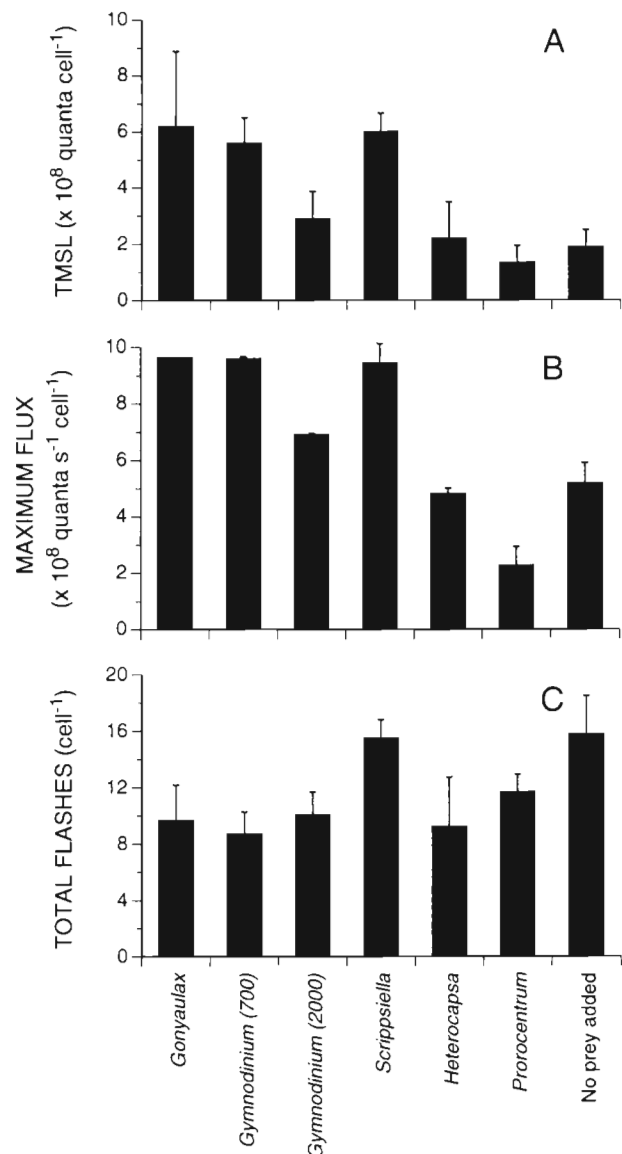 A
TMSL (x 10⁸ quanta cell⁻¹)
10
8
6
4
2
0
B
MAXIMUM FLUX
(x 10⁸ quanta s⁻¹ cell⁻¹)
10
8
6
4
2
0
C
TOTAL FLASHES (cell⁻¹)
20
16
12
8
4
0
Gonyaulax
Gymnodinium (700)
Gymnodinium (2000)
Scrippsiella
Heterocapsa
Prorocentrum
No prey added